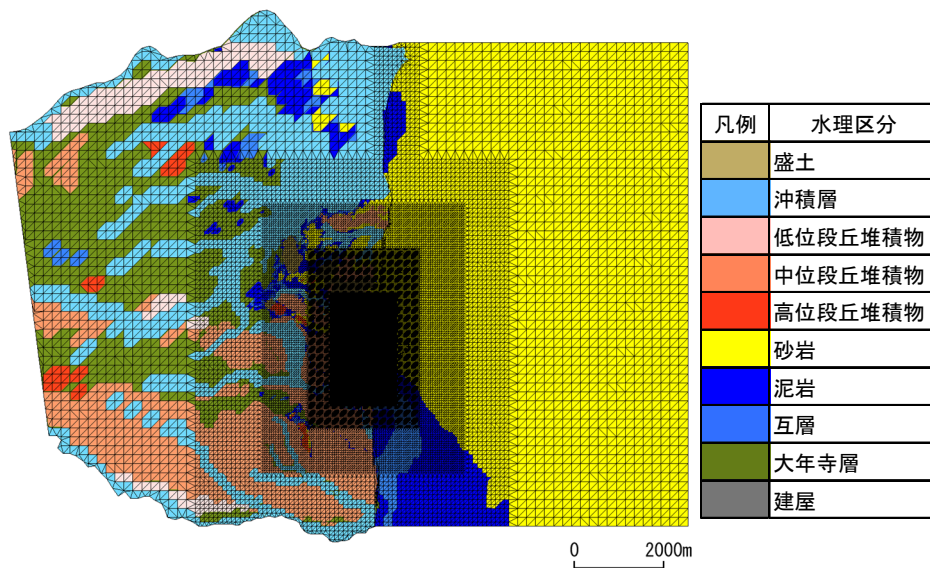 凡例 水理区分
盛土
沖積層
低位段丘堆積物
中位段丘堆積物
高位段丘堆積物
砂岩
泥岩
互層
大年寺層
建屋
0 2000m